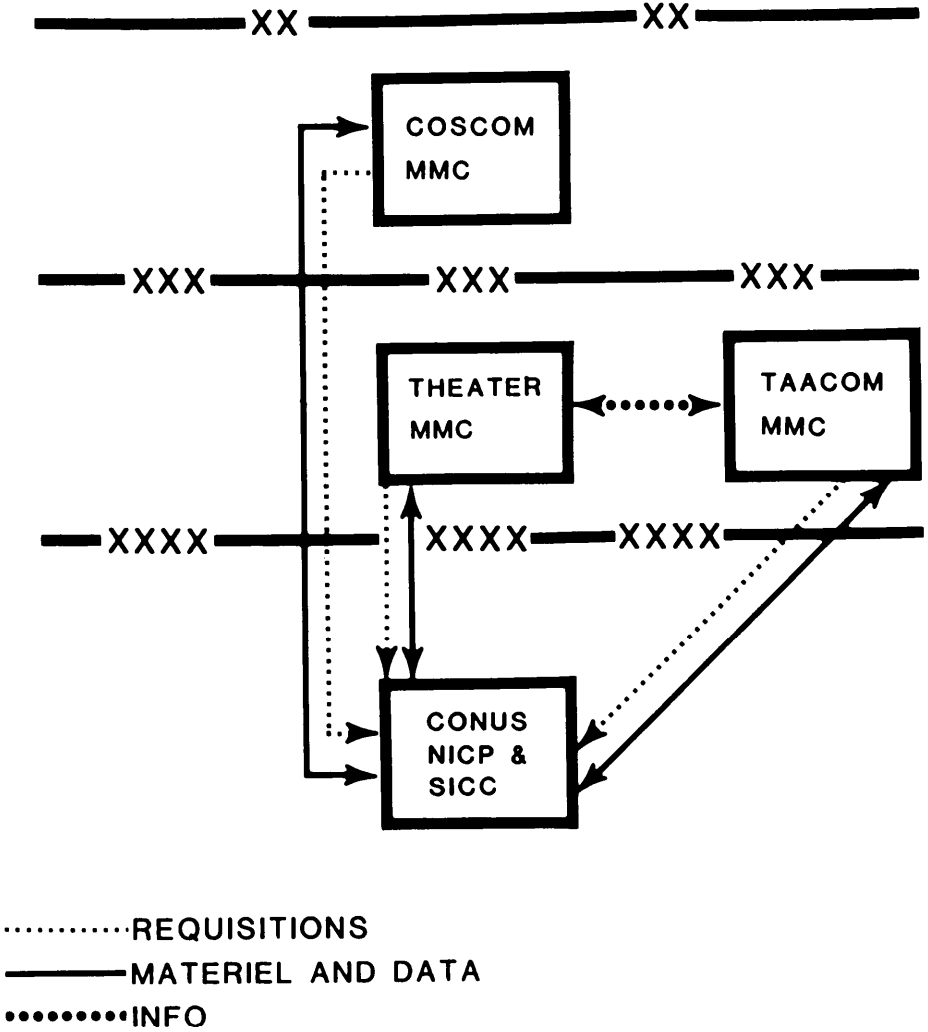 XX XX
COSCOM
MMC
XXX XXX XXX
THEATER
MMC
TAACOM
MMC
XXXX XXXX XXXX
CONUS
NICP &
SICC
REQUISITIONS
MATERIEL AND DATA
INFO